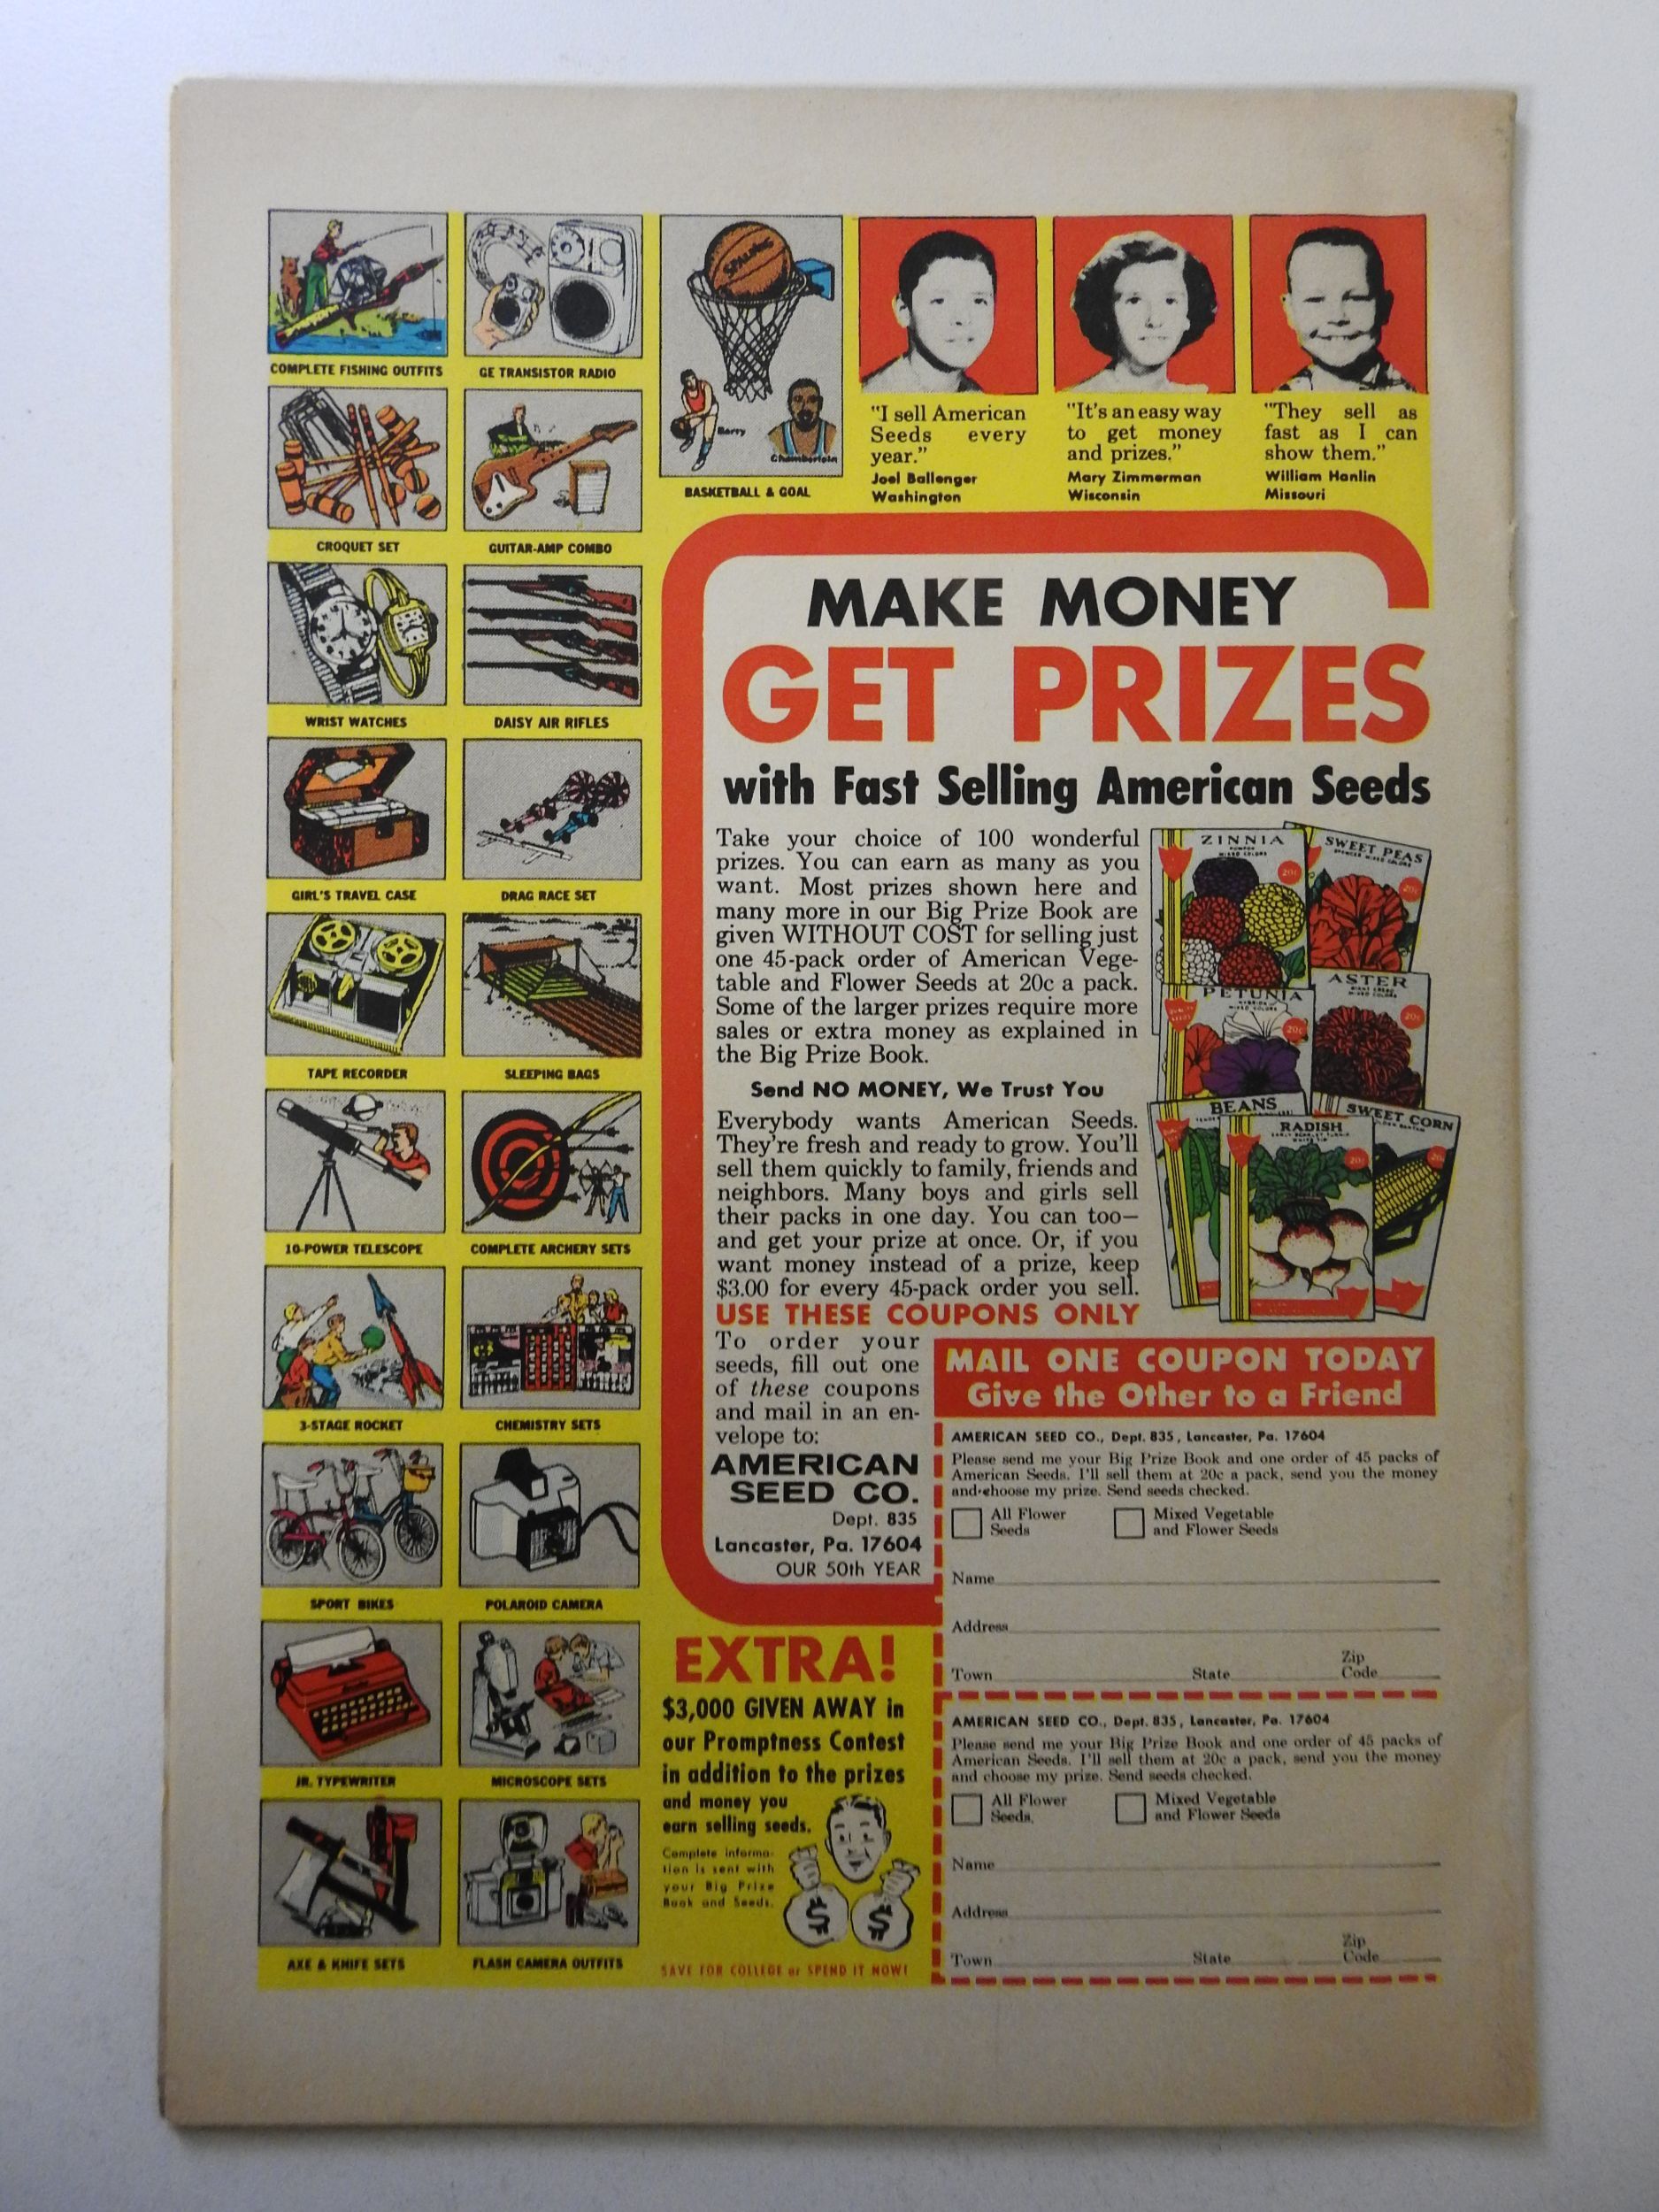 COMPLETE FISHING OUTFITS
GE TRANSISTOR RADIO
CROQUET SET
GUITAR-AMP COMBO
WRIST WATCHES
DAISY AIR RIFLES
GIRL'S TRAVEL CASE
DRAG RACE SET
TAPE RECORDER
SLEEPING BAGS
10-POWER TELESCOPE
COMPLETE ARCHERY SETS
3-STAGE ROCKET
CHEMISTRY SETS
SPORT BIKES
POLAROID CAMERA
JR. TYPEWRITER
MICROSCOPE SETS
AXE & KNIFE SETS
FLASH CAMERA OUTFITS
Spalding
Barry
Chamberlain
BASKETBALL & GOAL
"I sell American
Seeds every
year."
Joel Ballenger
Washington
"It's an easy way
to get money
and prizes."
Mary Zimmerman
Wisconsin
"They sell as
fast as I can
show them."
William Hanlin
Missouri
MAKE MONEY
GET PRIZES
with Fast Selling American Seeds
Take your choice of 100 wonderful
prizes. You can earn as many as you
want. Most prizes shown here and
many more in our Big Prize Book are
given WITHOUT COST for selling just
one 45-pack order of American Vege-
table and Flower Seeds at 20c a pack.
Some of the larger prizes require more
sales or extra money as explained in
the Big Prize Book.
Send NO MONEY, We Trust You
Everybody wants American Seeds.
They're fresh and ready to grow. You'll
sell them quickly to family, friends and
neighbors. Many boys and girls sell
their packs in one day. You can too—
and get your prize at once. Or, if you
want money instead of a prize, keep
$3.00 for every 45-pack order you sell.
USE THESE COUPONS ONLY
To order your
seeds, fill out one
of these coupons
and mail in an en-
velope to:
AMERICAN
SEED CO.
Dept. 835
Lancaster, Pa. 17604
OUR 50th YEAR
ZINNIA
MIXED COLORS
20c
SWEET PEAS
SPENCER MIXED COLORS
20c
PETUNIA
MIXED COLORS
20c
ASTER
MIXED COLORS
20c
BEANS
RADISH
20c
SWEET CORN
20c
MAIL ONE COUPON TODAY
Give the Other to a Friend
AMERICAN SEED CO., Dept. 835, Lancaster, Pa. 17604
Please send me your Big Prize Book and one order of 45 packs of
American Seeds. I'll sell them at 20c a pack, send you the money
and choose my prize. Send seeds checked.
All Flower
Seeds
Mixed Vegetable
and Flower Seeds
Name
Address
Town State Zip
Code
AMERICAN SEED CO., Dept. 835, Lancaster, Pa. 17604
Please send me your Big Prize Book and one order of 45 packs of
American Seeds. I'll sell them at 20c a pack, send you the money
and choose my prize. Send seeds checked.
All Flower
Seeds.
Mixed Vegetable
and Flower Seeds
Name
Address
Town State Zip
Code
EXTRA!
$3,000 GIVEN AWAY in
our Promptness Contest
in addition to the prizes
and money you
earn selling seeds.
Complete informa-
tion is sent with
your Big Prize
Book and Seeds.
$ $
SAVE FOR COLLEGE or SPEND IT NOW!